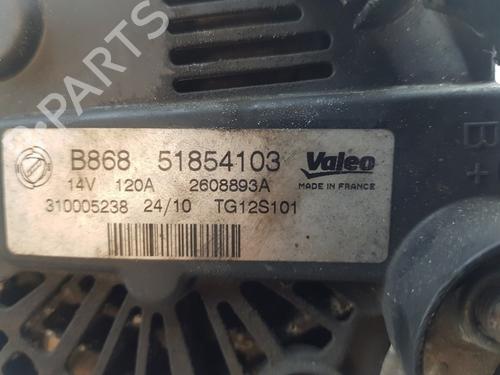 B868 51854103 Valeo
14V 120A 2608893A MADE IN FRANCE
310005238 24/10 TG12S101
B+
B-PARTS